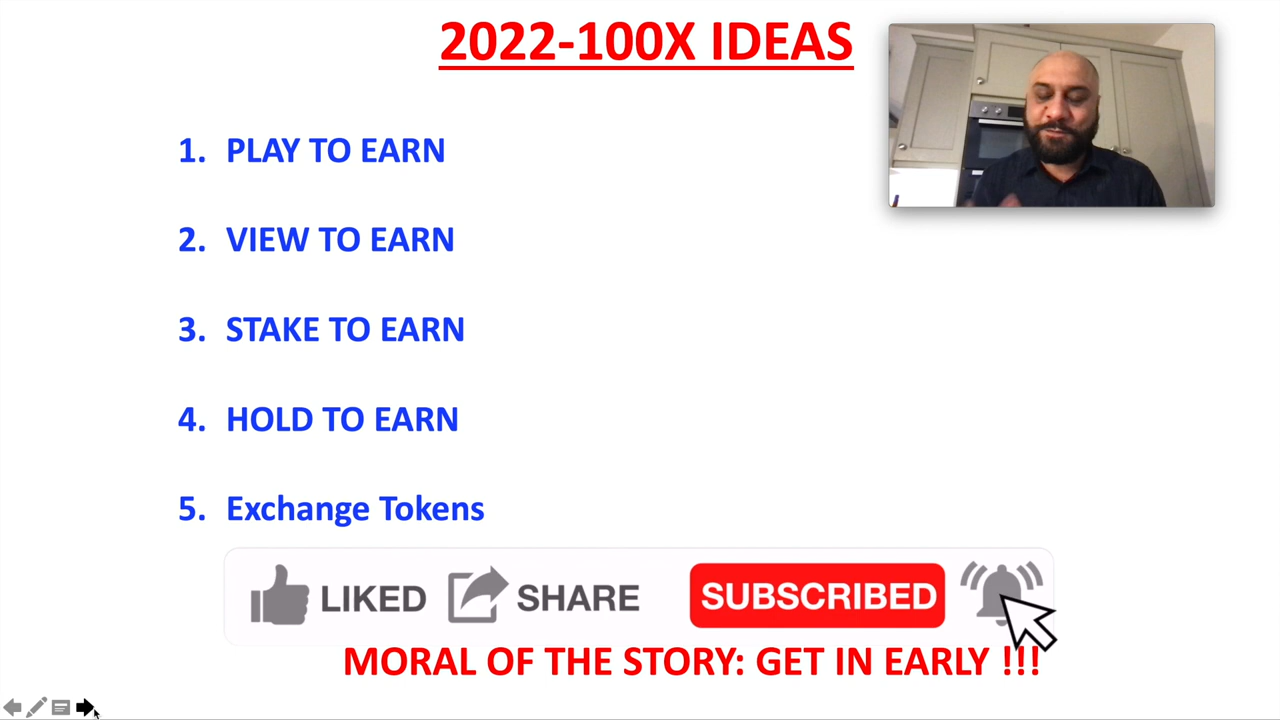 2022-100X IDEAS
1. PLAY TO EARN
2. VIEW TO EARN
3. STAKE TO EARN
4. HOLD TO EARN
5. Exchange Tokens
LIKED SHARE SUBSCRIBED
MORAL OF THE STORY: GET IN EARLY !!!